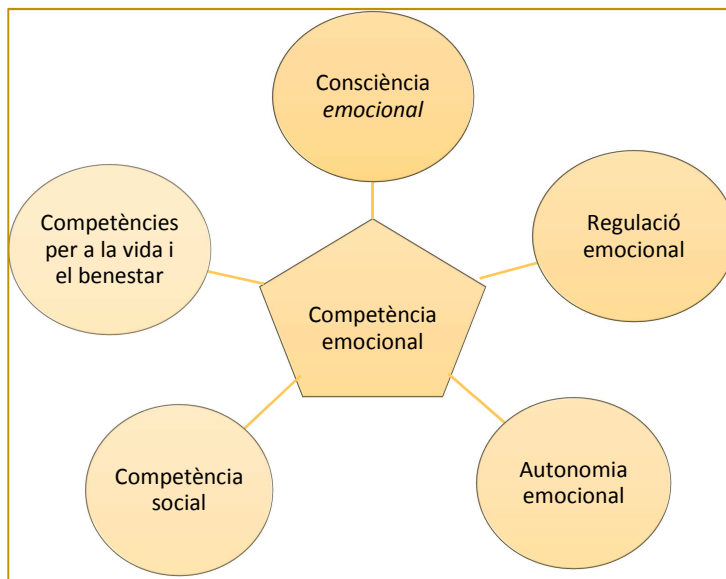 Consciència
emocional
Regulació
emocional
Competències
per a la vida i
el benestar
Competència
emocional
Competència
social
Autonomia
emocional